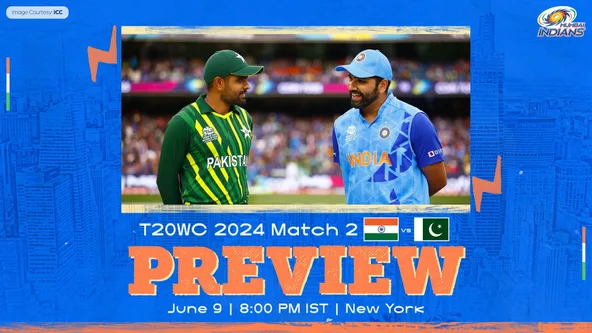 Image Courtesy: ICC
MUMBAI
INDIANS
PAKISTAN
INDIA
T20WC 2024 Match 2 vs
PREVIEW
June 9 | 8:00 PM IST | New York